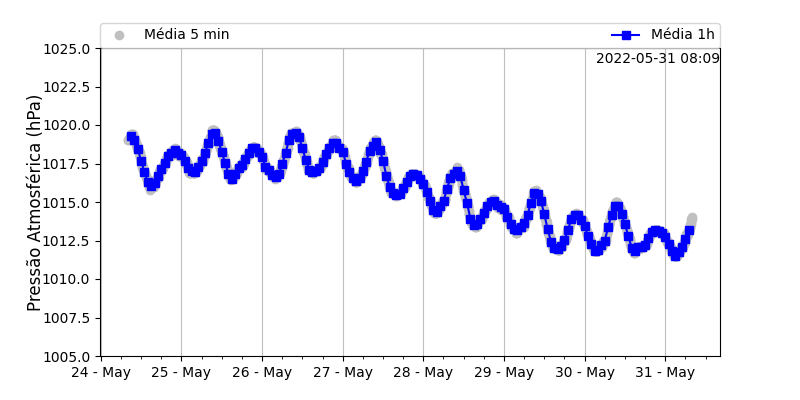 Média 5 min
Média 1h
2022-05-31 08:09
Pressão Atmosférica (hPa)
1025.0
1022.5
1020.0
1017.5
1015.0
1012.5
1010.0
1007.5
1005.0
24 - May
25 - May
26 - May
27 - May
28 - May
29 - May
30 - May
31 - May